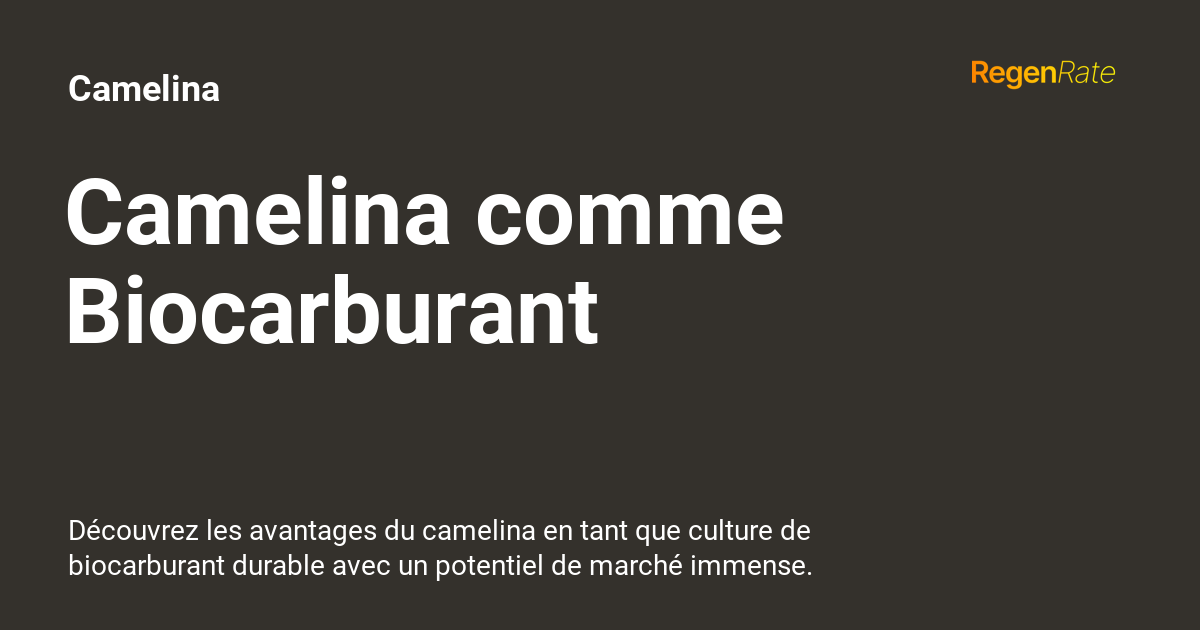 Camelina
RegenRate
Camelina comme
Biocarburant
Découvrez les avantages du camelina en tant que culture de
biocarburant durable avec un potentiel de marché immense.